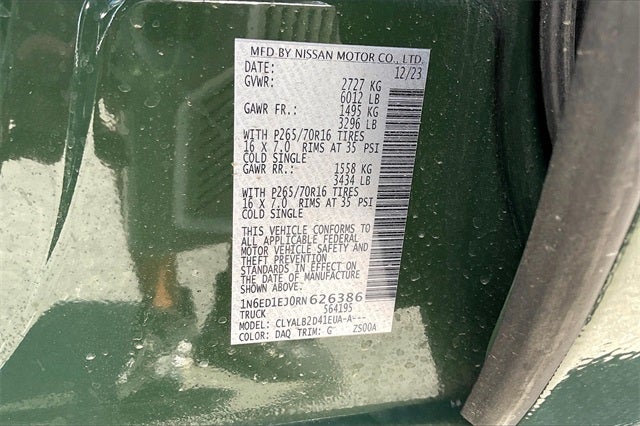 MFD BY NISSAN MOTOR CO., LTD.
DATE: 12/23
GVWR: 2727 KG
6012 LB
GAWR FR.: 1495 KG
3296 LB
WITH P265/70R16 TIRES
16 X 7.0 RIMS AT 35 PSI
COLD SINGLE
GAWR RR.: 1558 KG
3434 LB
WITH P265/70R16 TIRES
16 X 7.0 RIMS AT 35 PSI
COLD SINGLE
THIS VEHICLE CONFORMS TO
ALL APPLICABLE FEDERAL
MOTOR VEHICLE SAFETY AND
THEFT PREVENTION
STANDARDS IN EFFECT ON
THE DATE OF MANUFACTURE
SHOWN ABOVE.
1N6ED1EJ0RN626386
TRUCK 564195
MODEL: CLYALB2D41EUA-A---
COLOR: DAQ TRIM: G ZS00A